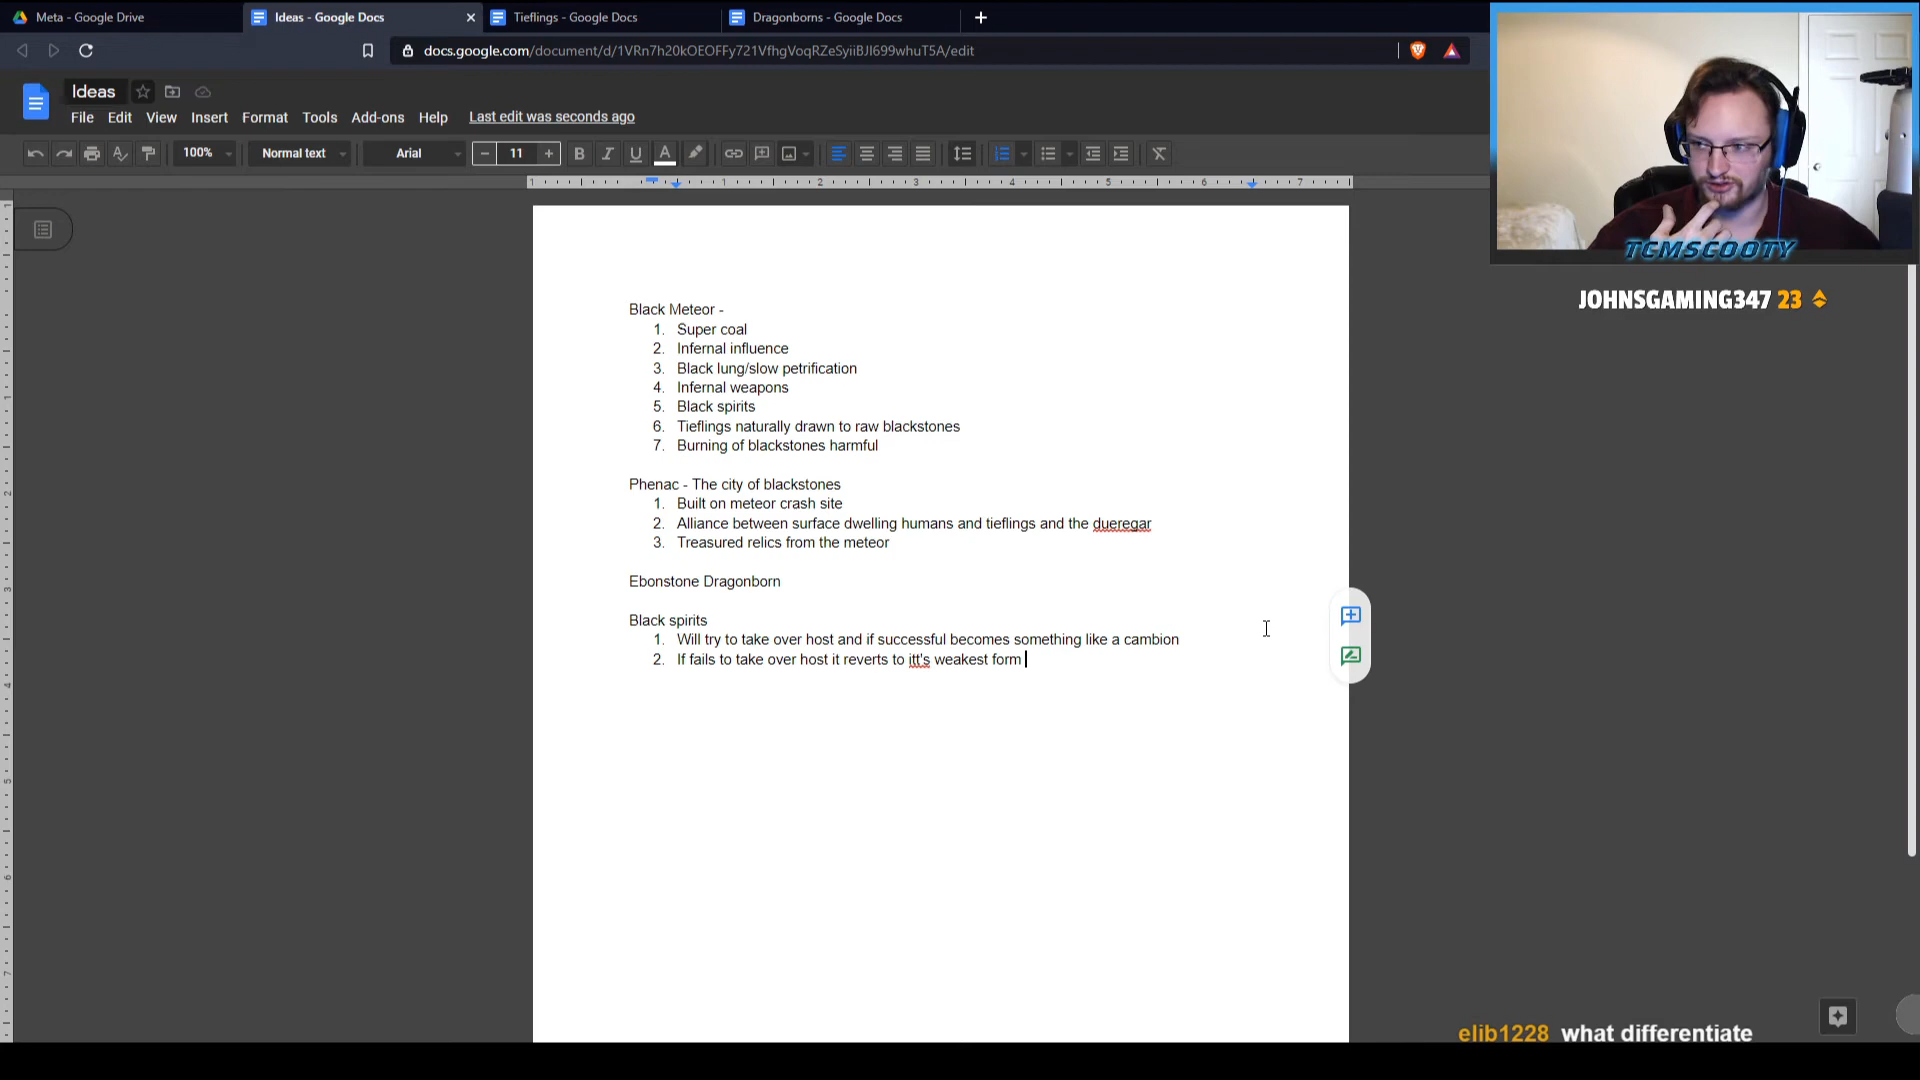 Meta - Google Drive
Ideas - Google Docs
Tieflings - Google Docs
Dragonborns - Google Docs
docs.google.com/document/d/1VRn7h20kOEOFFy721VfhgVoqRZeSyiiBJI699whuT5A/edit
Ideas
File Edit View Insert Format Tools Add-ons Help Last edit was seconds ago
100% Normal text Arial 11
Black Meteor -
1. Super coal
2. Infernal influence
3. Black lung/slow petrification
4. Infernal weapons
5. Black spirits
6. Tieflings naturally drawn to raw blackstones
7. Burning of blackstones harmful
Phenac - The city of blackstones
1. Built on meteor crash site
2. Alliance between surface dwelling humans and tieflings and the dueregar
3. Treasured relics from the meteor
Ebonstone Dragonborn
Black spirits
1. Will try to take over host and if successful becomes something like a cambion
2. If fails to take over host it reverts to itt's weakest form
TCMSCOOTY
JOHNSGAMING347 23
elib1228 what differentiate